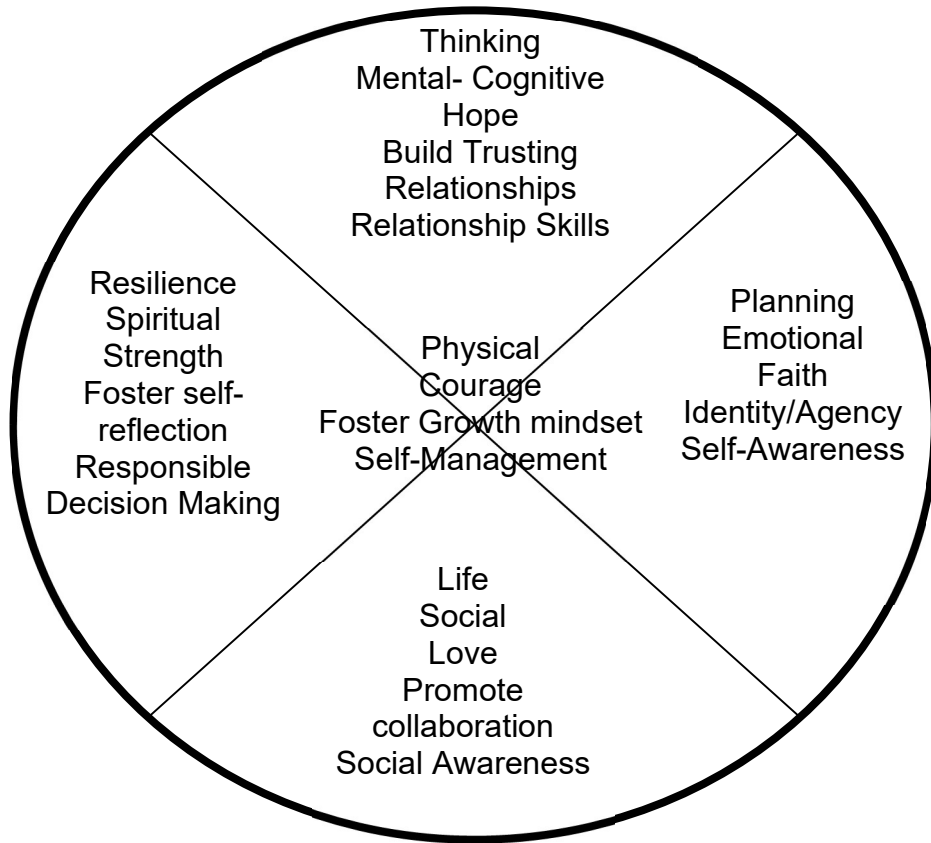 Thinking
Mental- Cognitive
Hope
Build Trusting
Relationships
Relationship Skills
Resilience
Spiritual
Strength
Foster self-
reflection
Responsible
Decision Making
Physical
Courage
Foster Growth mindset
Self-Management
Planning
Emotional
Faith
Identity/Agency
Self-Awareness
Life
Social
Love
Promote
collaboration
Social Awareness